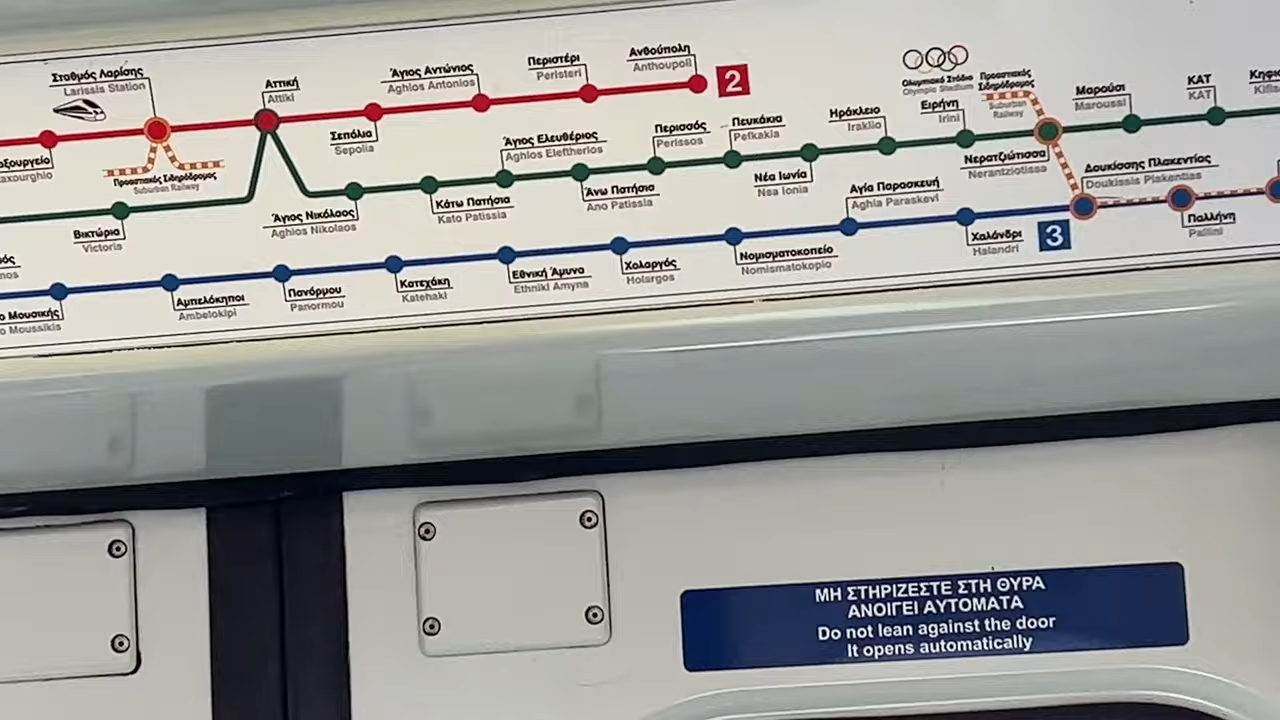 Σταθμός Λαρίσης
Larissis Station
Αττική
Attiki
Άγιος Αντώνιος
Aghios Antonios
Περιστέρι
Peristeri
Ανθούπολη
Anthoupoli
2
Σεπόλια
Sepolia
Προαστιακός Σιδηρόδρομος
Suburban Railway
Βικτώρια
Victoria
Άγιος Νικόλαος
Aghios Nikolaos
Κάτω Πατήσια
Kato Patissia
Άγιος Ελευθέριος
Aghios Eleftherios
Άνω Πατήσια
Ano Patissia
Περισσός
Perissos
Πευκάκια
Pefkakia
Νέα Ιωνία
Nea Ionia
Ηράκλειο
Iraklio
Ολυμπιακό Στάδιο
Olympic Stadium
Ειρήνη
Irini
Προαστιακός
Σιδηρόδρομος
Suburban
Railway
Νερατζιώτισσα
Nerantziotissa
Μαρούσι
Maroussi
ΚΑΤ
KAT
Δουκίσσης Πλακεντίας
Doukissis Plakentias
Παλλήνη
Pallini
3
Χαλάνδρι
Halandri
Αγία Παρασκευή
Aghia Paraskevi
Νομισματοκοπείο
Nomismatokopio
Χολαργός
Holargos
Εθνική Άμυνα
Ethniki Amyna
Κατεχάκη
Katehaki
Πανόρμου
Panormou
Αμπελόκηποι
Ambelokipi
Μουσικής
Moussikis
ΜΗ ΣΤΗΡΙΖΕΣΤΕ ΣΤΗ ΘΥΡΑ
ΑΝΟΙΓΕΙ ΑΥΤΟΜΑΤΑ
Do not lean against the door
It opens automatically